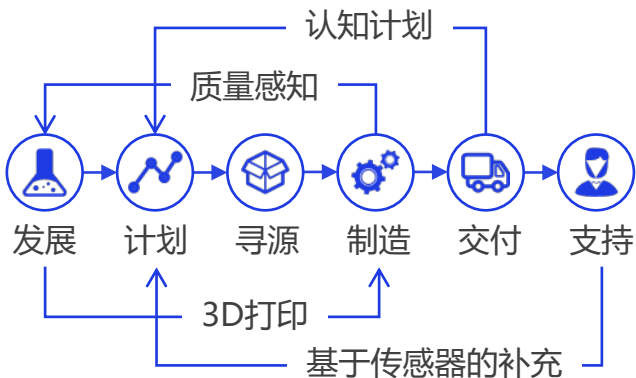 认知计划
质量感知
发展 计划 寻源 制造 交付 支持
3D打印
基于传感器的补充